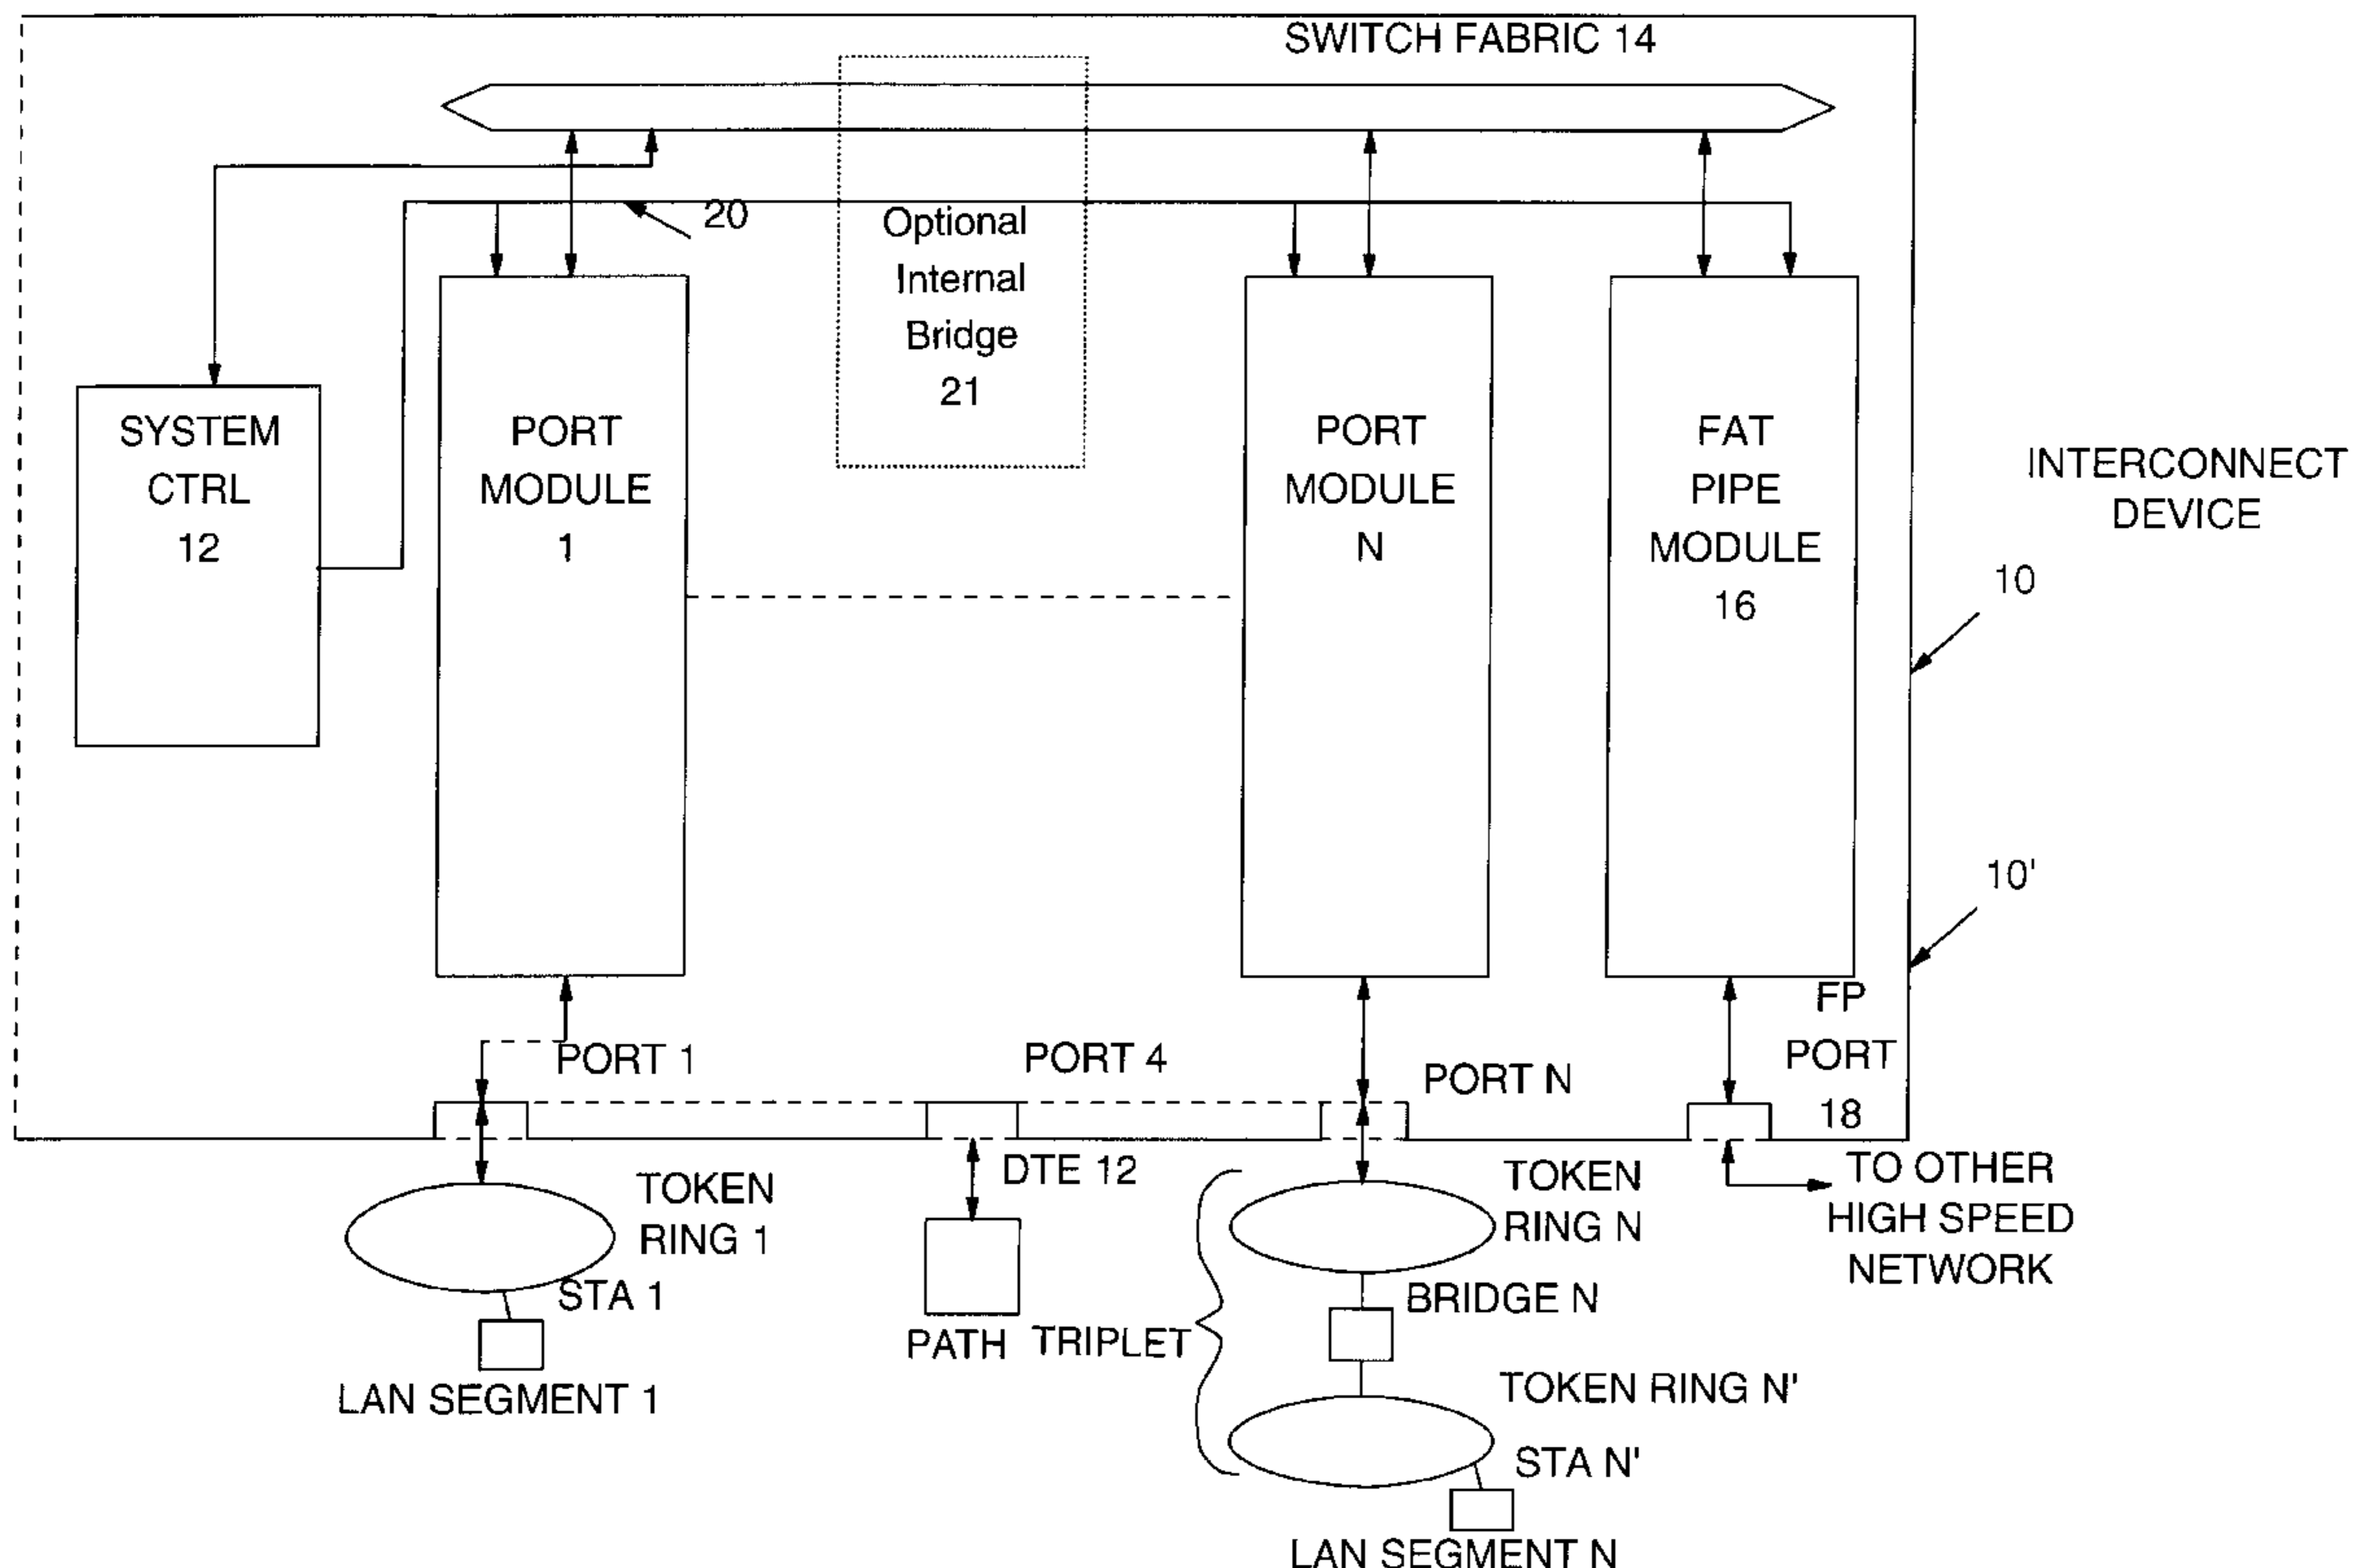 SWITCH FABRIC 14
20
Optional
Internal
Bridge
21
SYSTEM
CTRL
12
PORT
MODULE
1
PORT
MODULE
N
FAT
PIPE
MODULE
16
INTERCONNECT
DEVICE
10
10'
PORT 1
PORT 4
PORT N
FP
PORT
18
TOKEN
RING 1
STA 1
LAN SEGMENT 1
DTE 12
PATH TRIPLET
TOKEN
RING N
BRIDGE N
TOKEN RING N'
STA N'
LAN SEGMENT N
TO OTHER
HIGH SPEED
NETWORK